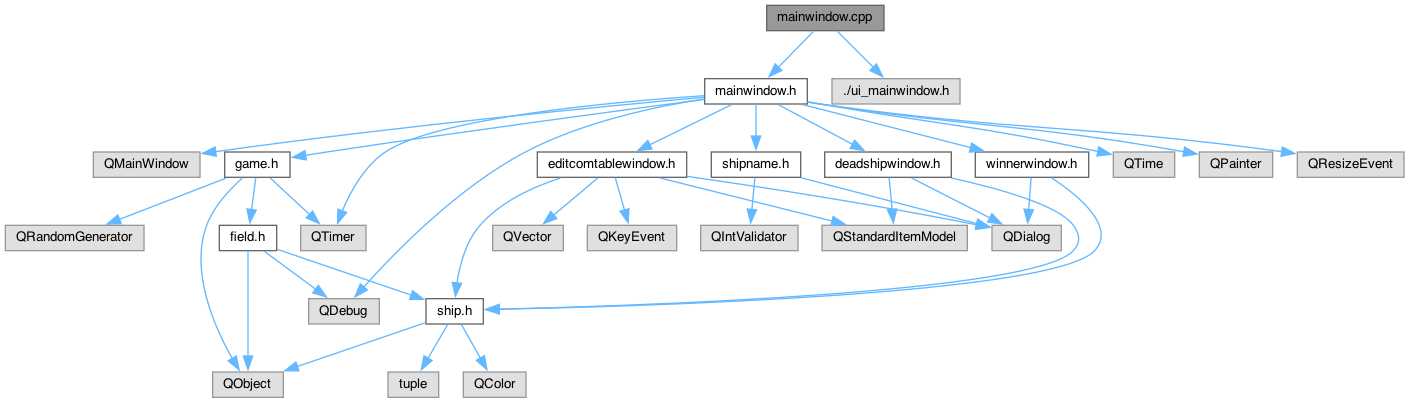 mainwindow.cpp
mainwindow.h
./ui_mainwindow.h
QMainWindow
game.h
editcomtablewindow.h
shipname.h
deadshipwindow.h
winnerwindow.h
QTime
QPainter
QResizeEvent
QRandomGenerator
field.h
QTimer
QVector
QKeyEvent
QIntValidator
QStandardItemModel
QDialog
QDebug
ship.h
QObject
tuple
QColor